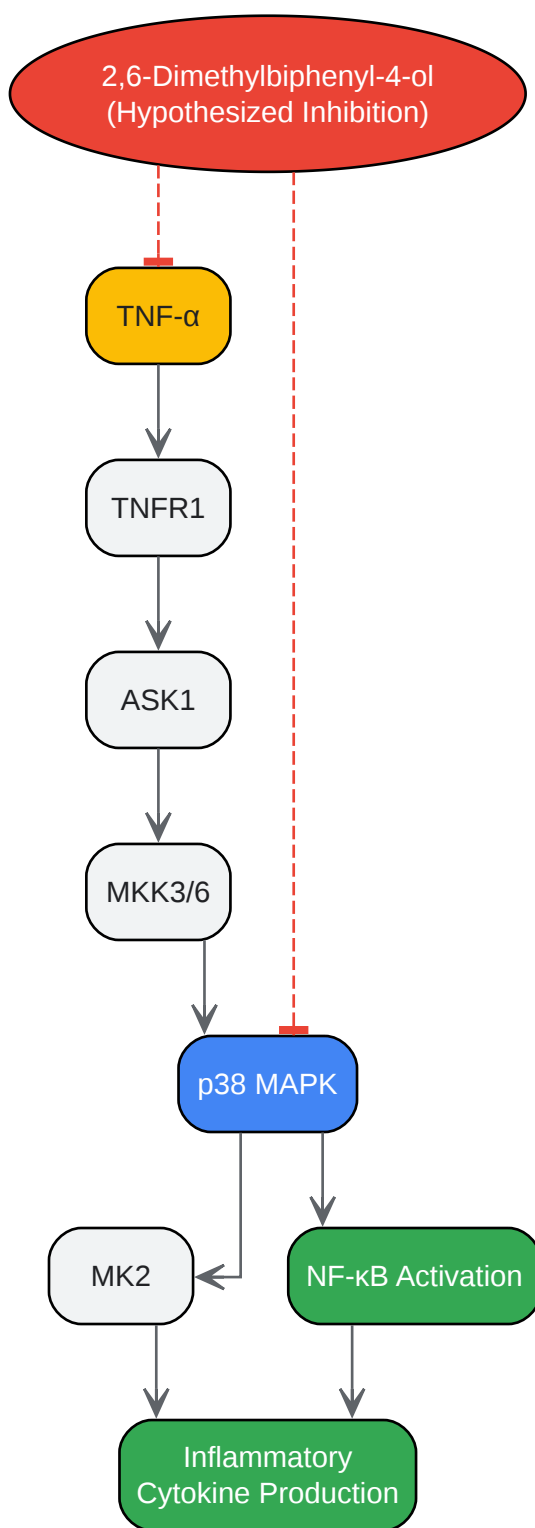 2,6-Dimethylbiphenyl-4-ol
(Hypothesized Inhibition)
TNF-α
TNFR1
ASK1
MKK3/6
p38 MAPK
MK2
NF-κB Activation
Inflammatory
Cytokine Production